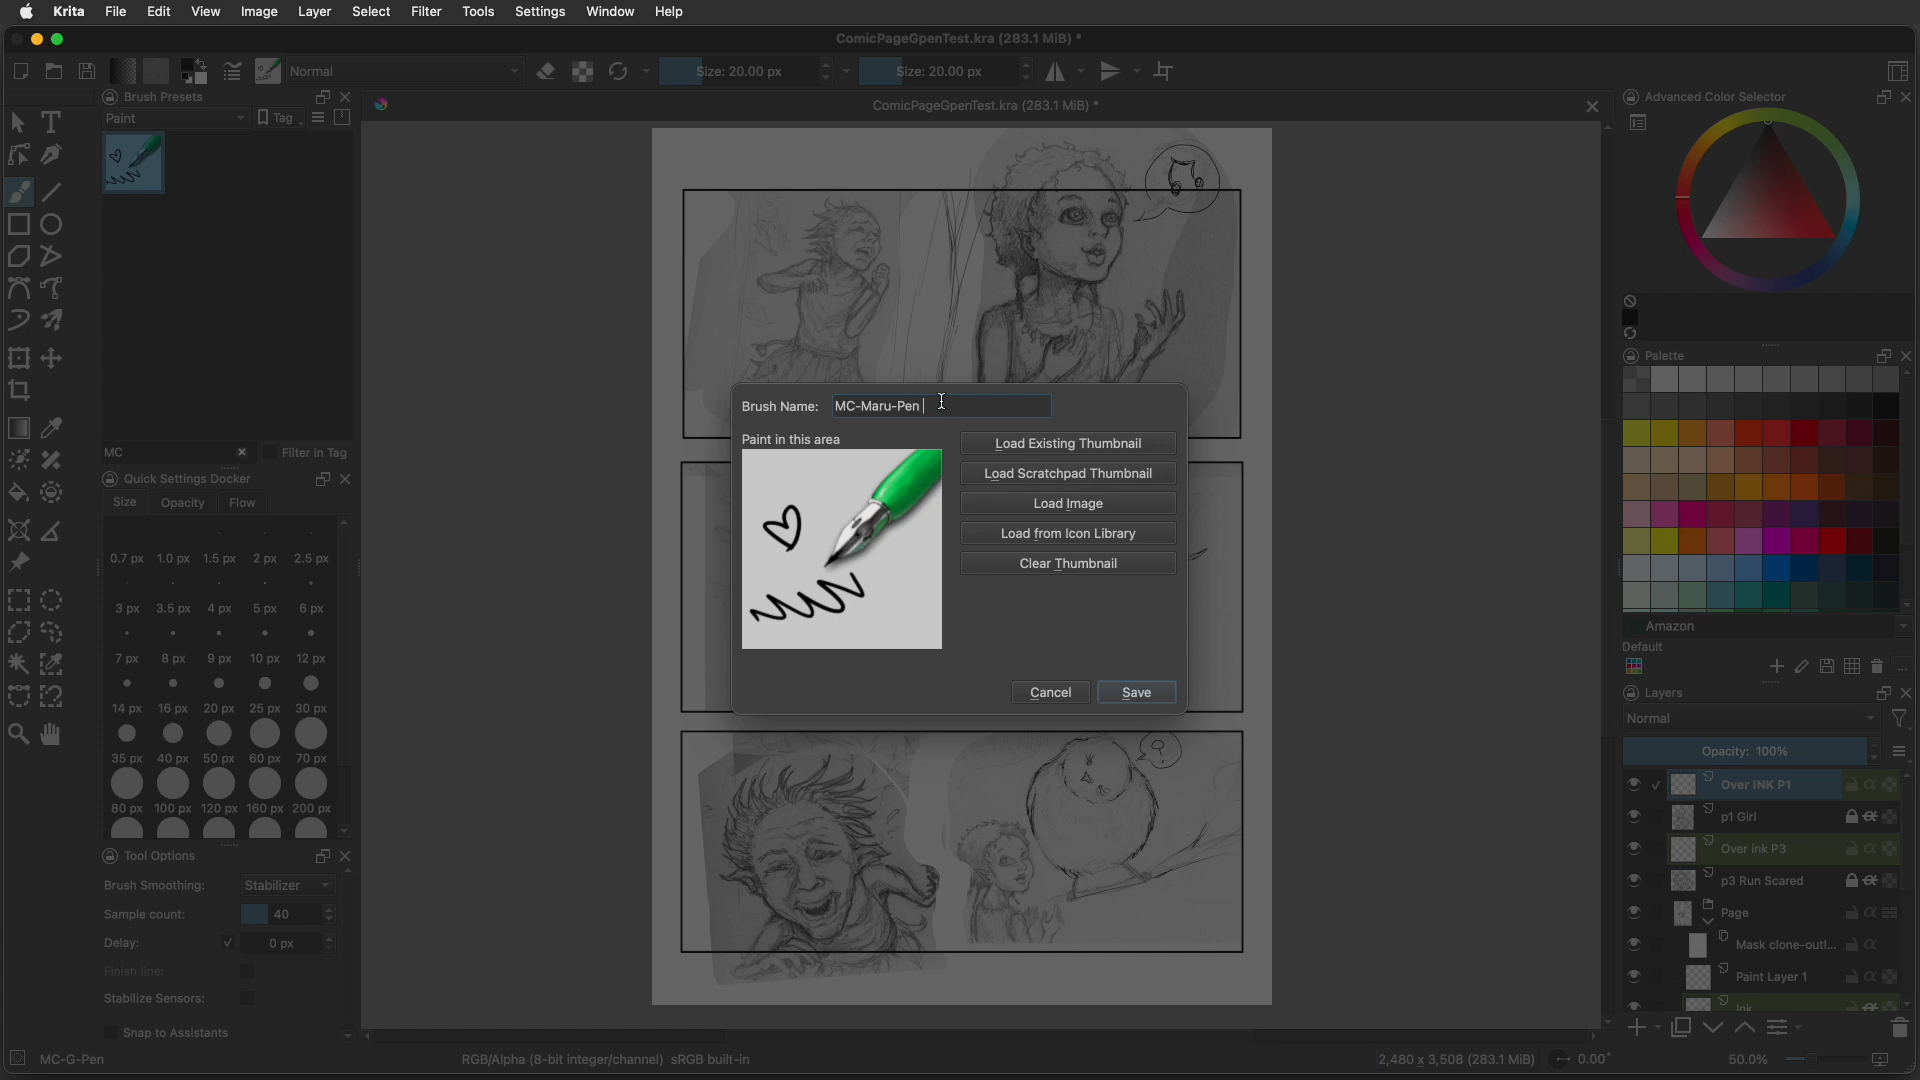 Krita File Edit View Image Layer Select Filter Tools Settings Window Help
ComicPageGpenTest.kra (283.1 MiB) *
Normal
Size: 20.00 px
Size: 20.00 px
Brush Presets
Paint
Tag
ComicPageGpenTest.kra (283.1 MiB) *
Advanced Color Selector
Palette
Brush Name: MC-Maru-Pen
Paint in this area
Load Existing Thumbnail
Load Scratchpad Thumbnail
Load Image
Load from Icon Library
Clear Thumbnail
Cancel
Save
MC
Filter in Tag
Quick Settings Docker
Size Opacity Flow
0.7 px 1.0 px 1.5 px 2 px 2.5 px
3 px 3.5 px 4 px 5 px 6 px
7 px 8 px 9 px 10 px 12 px
14 px 16 px 20 px 25 px 30 px
35 px 40 px 50 px 60 px 70 px
80 px 100 px 120 px 160 px 200 px
Tool Options
Brush Smoothing: Stabilizer
Sample count: 40
Delay: 0 px
Finish line:
Stabilize Sensors:
Snap to Assistants
Amazon
Default
Layers
Normal
Opacity: 100%
Over INK P1
p1 Girl
Over ink P3
p3 Run Scared
Page
Mask clone-outl...
Paint Layer 1
Ink
MC-G-Pen
RGB/Alpha (8-bit integer/channel) sRGB built-in
2,480 x 3,508 (283.1 MiB)
0.00°
50.0%